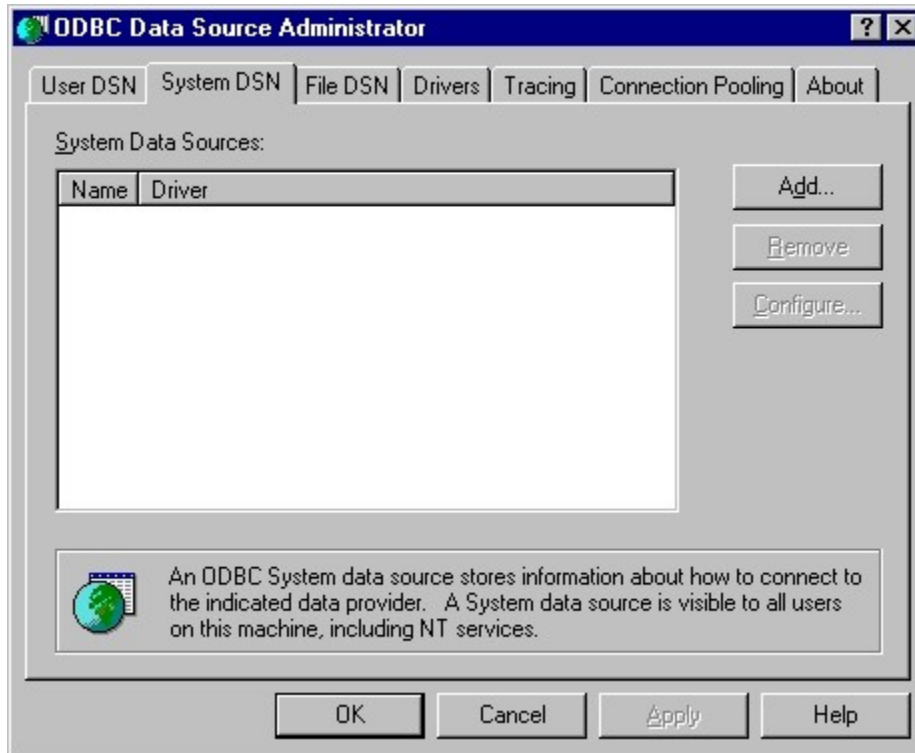 ODBC Data Source Administrator
User DSN System DSN File DSN Drivers Tracing Connection Pooling About
System Data Sources:
Name Driver
Add...
Remove
Configure...
An ODBC System data source stores information about how to connect to
the indicated data provider. A System data source is visible to all users
on this machine, including NT services.
OK Cancel Apply Help